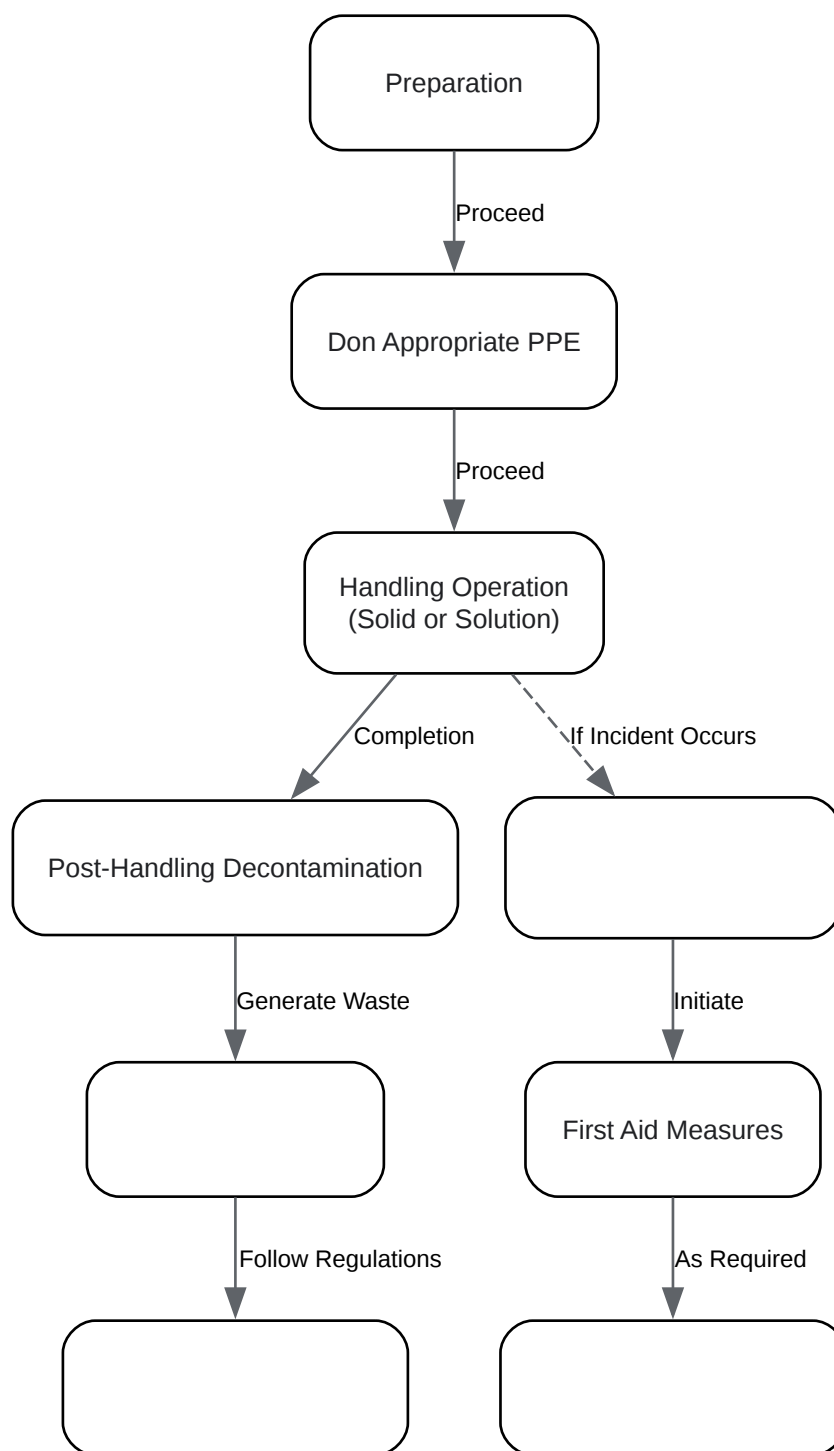 Preparation
Proceed
Don Appropriate PPE
Proceed
Handling Operation
(Solid or Solution)
Completion
If Incident Occurs
Post-Handling Decontamination
Generate Waste
Initiate
First Aid Measures
Follow Regulations
As Required